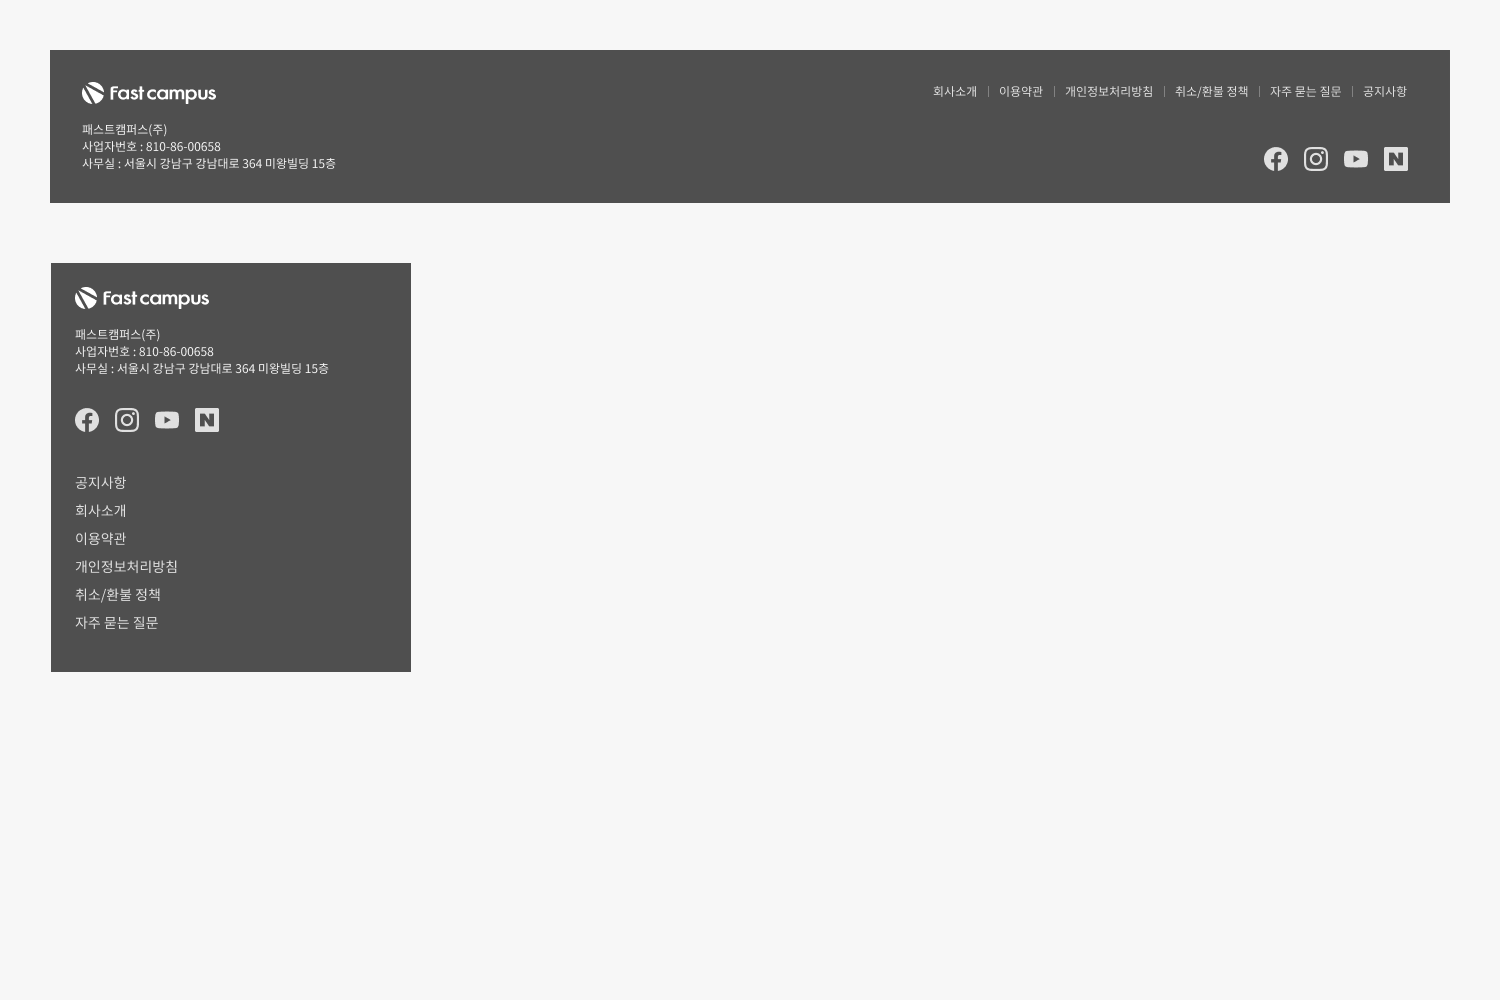 Fast campus
회사소개 | 이용약관 | 개인정보처리방침 | 취소/환불 정책 | 자주 묻는 질문 | 공지사항
패스트캠퍼스(주)
사업자번호 : 810-86-00658
사무실 : 서울시 강남구 강남대로 364 미왕빌딩 15층
N
Fast campus
패스트캠퍼스(주)
사업자번호 : 810-86-00658
사무실 : 서울시 강남구 강남대로 364 미왕빌딩 15층
N
공지사항
회사소개
이용약관
개인정보처리방침
취소/환불 정책
자주 묻는 질문